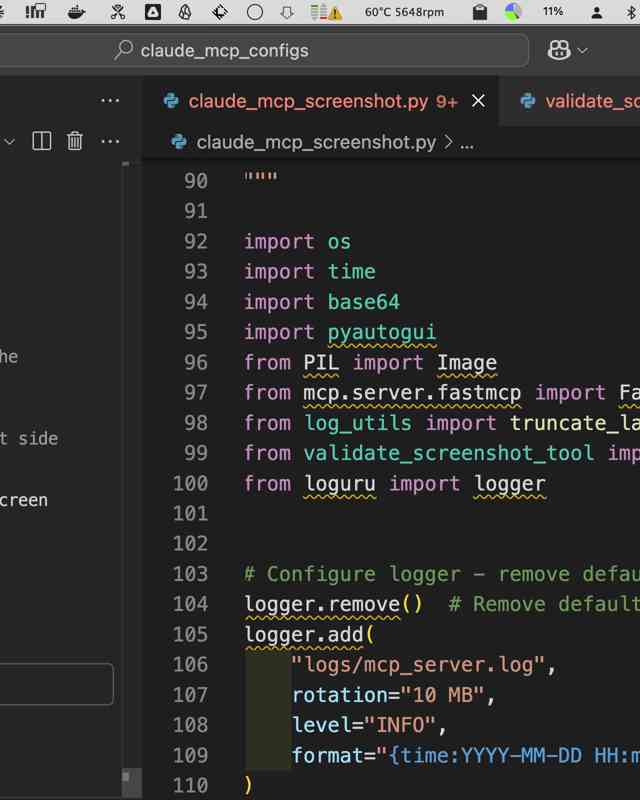 60°C 5648rpm
11%
claude_mcp_configs
claude_mcp_screenshot.py 9+
validate_sc
claude_mcp_screenshot.py > ...
he
t side
creen
90 """
91
92 import os
93 import time
94 import base64
95 import pyautogui
96 from PIL import Image
97 from mcp.server.fastmcp import Fa
98 from log_utils import truncate_la
99 from validate_screenshot_tool imp
100 from loguru import logger
101
102
103 # Configure logger – remove defau
104 logger.remove()  # Remove default
105 logger.add(
106     "logs/mcp_server.log",
107     rotation="10 MB",
108     level="INFO",
109     format="{time:YYYY-MM-DD HH:m
110 )